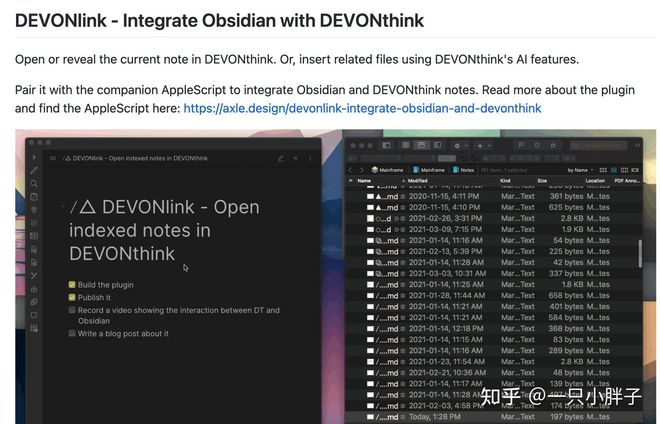 DEVONlink - Integrate Obsidian with DEVONthink
Open or reveal the current note in DEVONthink. Or, insert related files using DEVONthink's AI features.
Pair it with the companion AppleScript to integrate Obsidian and DEVONthink notes. Read more about the plugin
and find the AppleScript here: https://axle.design/devonlink-integrate-obsidian-and-devonthink
/△ DEVONlink - Open indexed notes in DEVONthink
/△ DEVONlink - Open
indexed notes in
DEVONthink
Build the plugin
Publish it
Record a video showing the interaction between DT and
Obsidian
Write a blog post about it
Mainframe Mainframe Notes by Name
Name Modified Kind Size Location PDF Anno...
2020-11-15, 4:11 PM Mar...Text 361 bytes M...tes
▲...md 2020-11-15, 4:10 PM Mar...Text 625 bytes M...tes
...d 2021-02-26, 3:31 PM Mar...Text 2.8 KB M...tes
...d 2021-03-09, 7:15 PM Mar...Text 1.9 KB M...tes
...md 2021-01-14, 11:16 AM Mar...Text 54 bytes M...tes
...md 2021-02-13, 5:39 PM Mar...Text 225 bytes M...tes
...md 2021-01-14, 11:28 AM Mar...Text 42 bytes M...tes
...md 2021-03-03, 10:31 AM Mar...Text 337 bytes M...tes
/...md 2021-01-14, 11:25 AM Mar...Text 1.8 KB M...tes
/...md 2021-01-28, 11:44 AM Mar...Text 658 bytes M...tes
/...md 2021-01-14, 11:21 AM Mar...Text 401 bytes M...tes
/...md 2021-01-14, 11:21 AM Mar...Text 584 bytes M...tes
/...md 2021-01-14, 12:18 PM Mar...Text 368 bytes M...tes
/...md 2021-01-14, 11:15 AM Mar...Text 83 bytes M...tes
/...md 2021-01-14, 11:16 AM Mar...Text 289 bytes M...tes
/...md 2021-01-23, 11:54 AM Mar...Text 2.8 KB M...tes
/...md 2021-02-21, 10:36 AM Mar...Text 48 bytes M...tes
/...md 2021-01-14, 11:17 AM Mar...Text 139 bytes M...tes
/...md 2021-01-14, 11:28 AM
/...md 2021-02-03, 4:58 PM 174 bytes
/...md Today, 1:28 PM Mar...Text 197 bytes M...tes
知乎 @一只小胖子